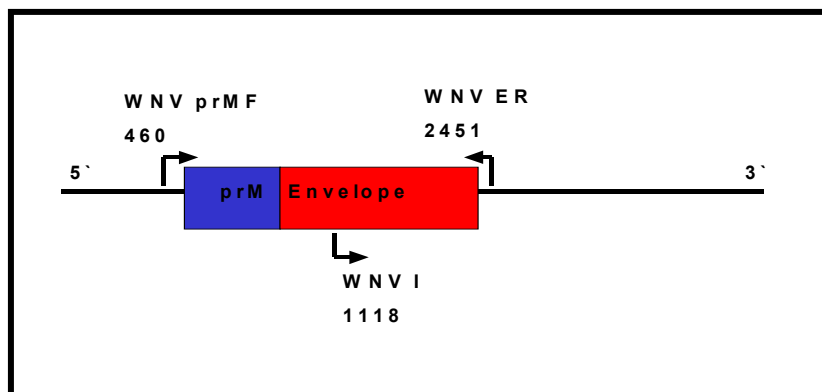 WNV prMF
460
WNV ER
2451
5`
3`
prM
Envelope
WNV I
1118